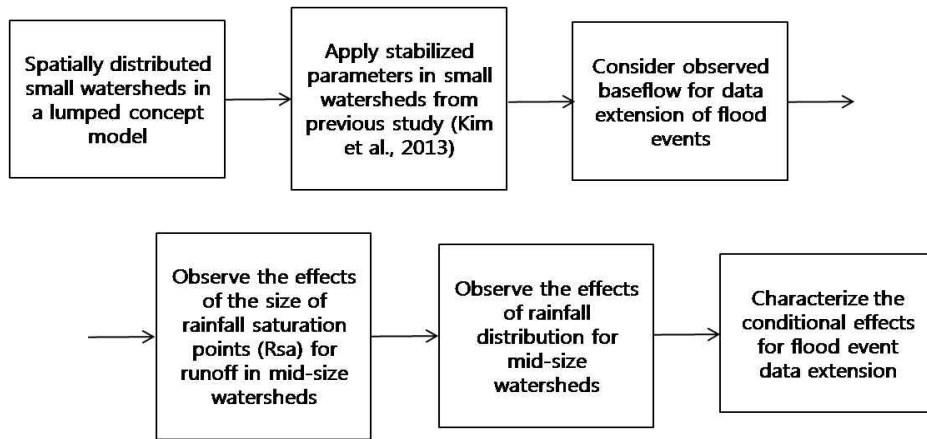 Spatially distributed
small watersheds in
a lumped concept
model
Apply stabilized
parameters in small
watersheds from
previous study (Kim
et al., 2013)
Consider observed
baseflow for data
extension of flood
events
Observe the effects
of the size of
rainfall saturation
points (Rsa) for
runoff in mid-size
watersheds
Observe the effects
of rainfall
distribution for
mid-size
watersheds
Characterize the
conditional effects
for flood event
data extension